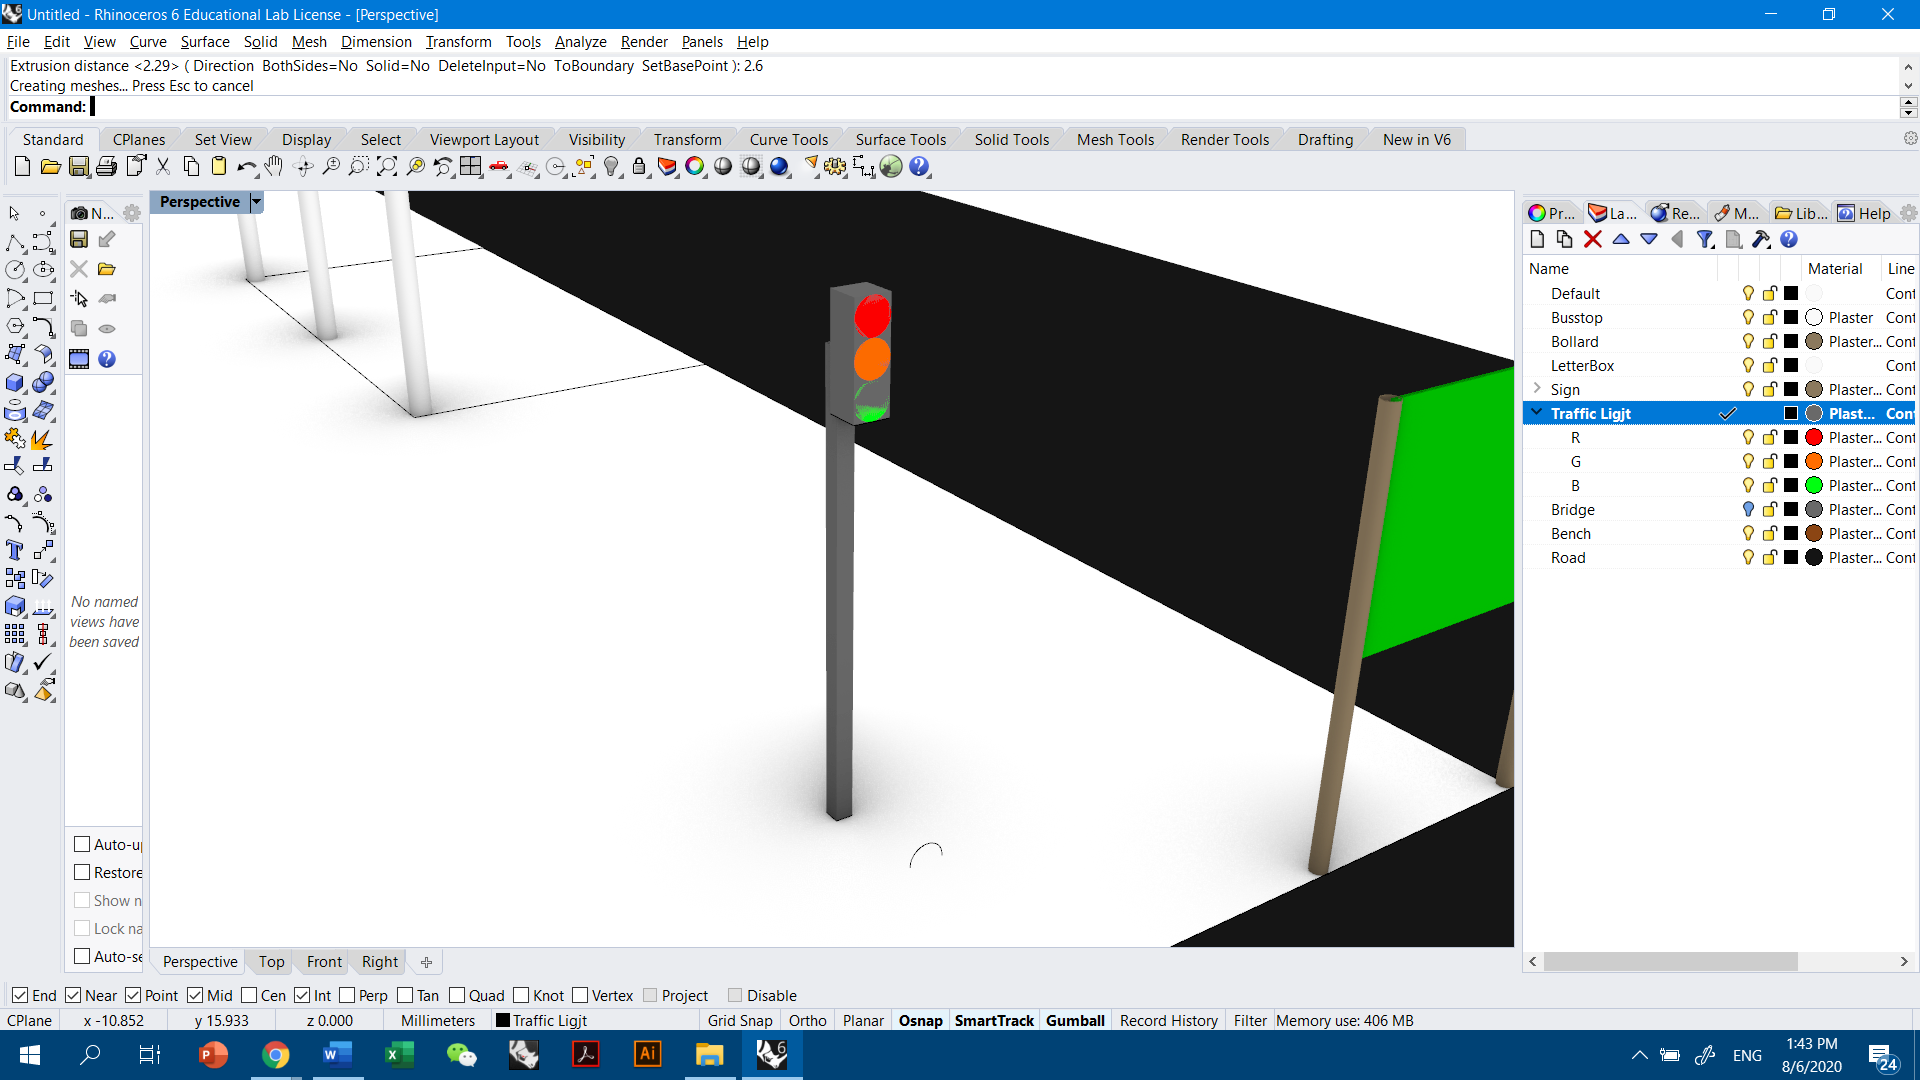 Untitled - Rhinoceros 6 Educational Lab License - [Perspective]
File Edit View Curve Surface Solid Mesh Dimension Transform Tools Analyze Render Panels Help
Extrusion distance <2.29> ( Direction BothSides=No Solid=No DeleteInput=No ToBoundary SetBasePoint ): 2.6
Creating meshes... Press Esc to cancel
Command:
Standard CPlanes Set View Display Select Viewport Layout Visibility Transform Curve Tools Surface Tools Solid Tools Mesh Tools Render Tools Drafting New in V6
Perspective
N...
Pr... La... Re... M... Lib... Help
Name Material Line
Default Cont
Busstop Plaster Cont
Bollard Plaster... Cont
LetterBox Cont
Sign Plaster... Cont
Traffic Ligjt Plast... Cont
R Plaster... Cont
G Plaster... Cont
B Plaster... Cont
Bridge Plaster... Cont
Bench Plaster... Cont
Road Plaster... Cont
No named
views have
been saved
Auto-u
Restore
Show n
Lock na
Auto-se
Perspective Top Front Right
End Near Point Mid Cen Int Perp Tan Quad Knot Vertex Project Disable
CPlane x -10.852 y 15.933 z 0.000 Millimeters Traffic Ligjt Grid Snap Ortho Planar Osnap SmartTrack Gumball Record History Filter Memory use: 406 MB
ENG
1:43 PM
8/6/2020
24